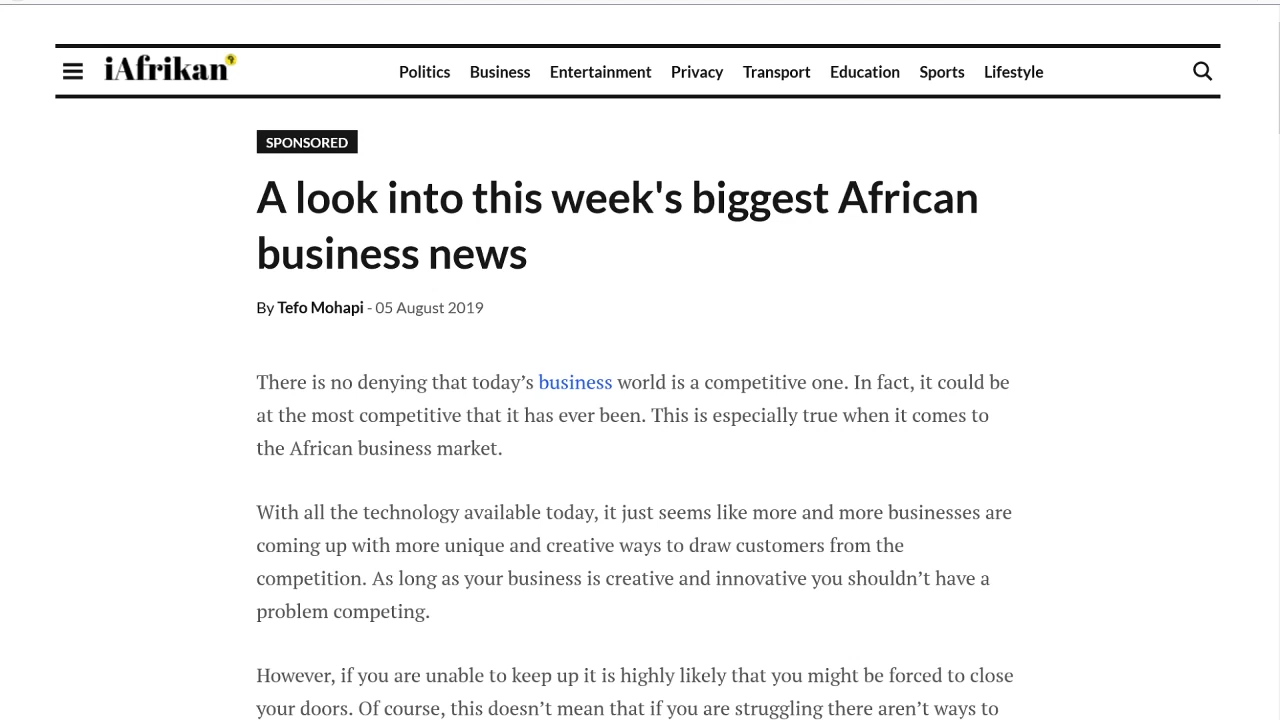 iAfrikan
Politics Business Entertainment Privacy Transport Education Sports Lifestyle
SPONSORED
A look into this week's biggest African
business news
By Tefo Mohapi - 05 August 2019
There is no denying that today’s business world is a competitive one. In fact, it could be
at the most competitive that it has ever been. This is especially true when it comes to
the African business market.
With all the technology available today, it just seems like more and more businesses are
coming up with more unique and creative ways to draw customers from the
competition. As long as your business is creative and innovative you shouldn’t have a
problem competing.
However, if you are unable to keep up it is highly likely that you might be forced to close
your doors. Of course, this doesn’t mean that if you are struggling there aren’t ways to